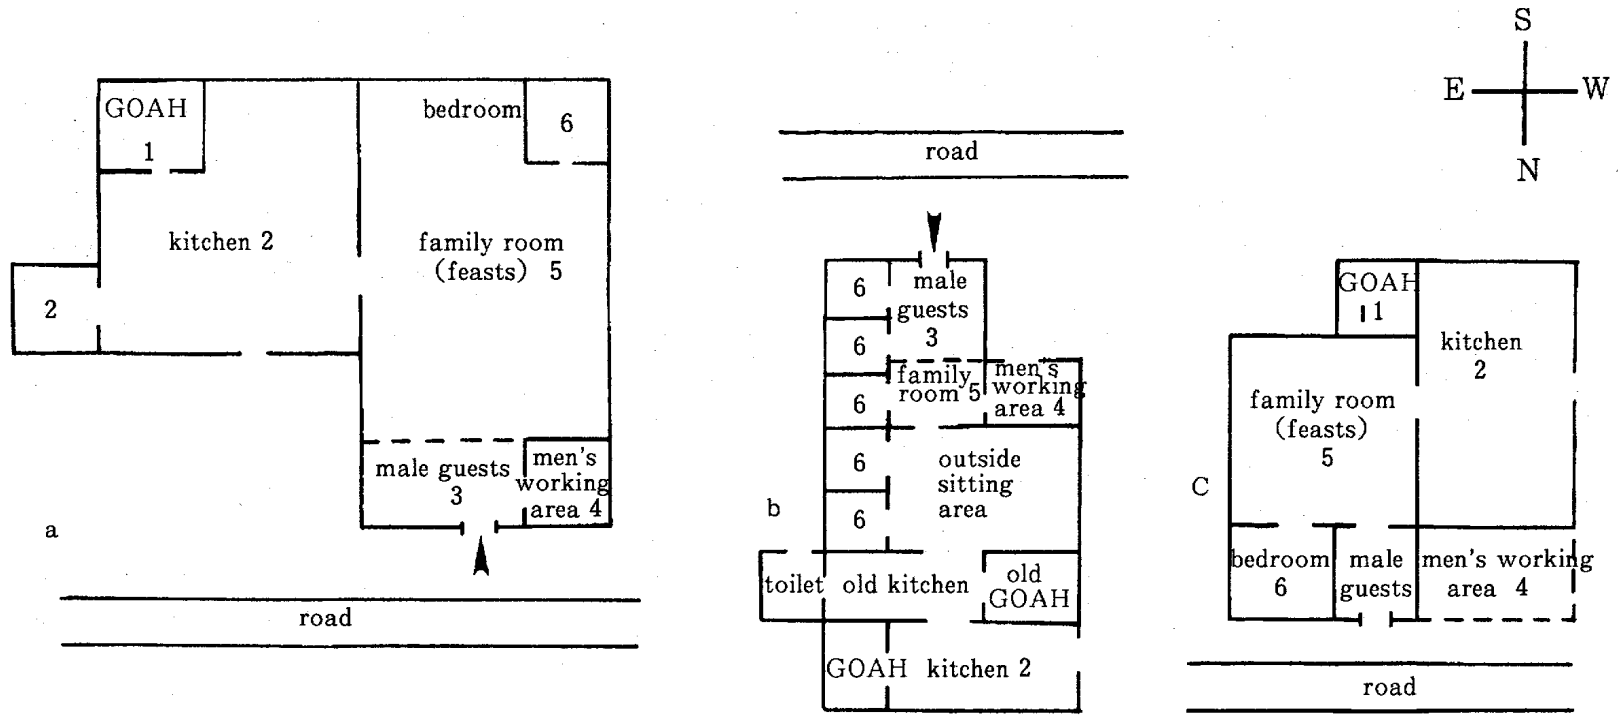 S
E W
N
GOAH
1
bedroom
6
kitchen 2
family room
(feasts) 5
2
male guests
3
men's
working
area 4
a
road
road
6
male
guests
3
6
family
room 5
men's
working
area 4
6
6
outside
sitting
area
6
b
toilet
old kitchen
old
GOAH
GOAH
kitchen 2
GOAH
1
kitchen
2
family room
(feasts)
5
C
bedroom
6
male
guests
men's working
area 4
road